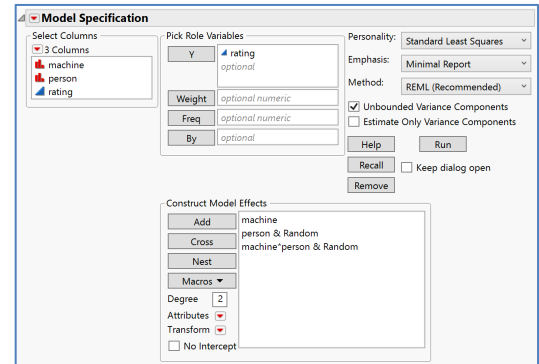 Model Specification
Select Columns
3 Columns
machine
person
rating
Pick Role Variables
Y
rating
optional
Weight
optional numeric
Freq
optional numeric
By
optional
Personality:
Standard Least Squares
Emphasis:
Minimal Report
Method:
REML (Recommended)
Unbounded Variance Components
Estimate Only Variance Components
Help
Run
Recall
Keep dialog open
Remove
Construct Model Effects
Add
Cross
Nest
Macros
Degree 2
Attributes
Transform
No Intercept
machine
person & Random
machine*person & Random